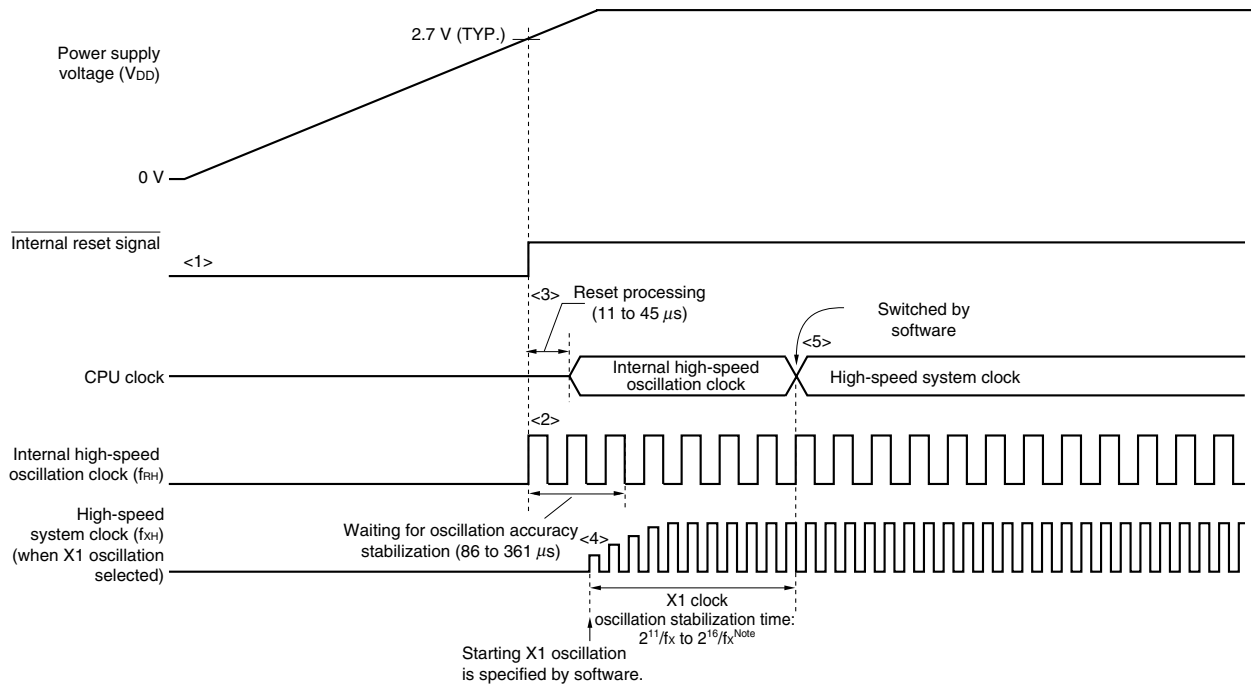 2.7 V (TYP.)
Power supply
voltage (VDD)
0 V
Internal reset signal
<1>
<3>
Reset processing
(11 to 45 μs)
Switched by
software
<5>
CPU clock
Internal high-speed
oscillation clock
High-speed system clock
<2>
Internal high-speed
oscillation clock (fRH)
Waiting for oscillation accuracy
stabilization (86 to 361 μs)
High-speed
system clock (fXH)
(when X1 oscillation
selected)
<4>
X1 clock
oscillation stabilization time:
2^11/fX to 2^16/fX^Note
Starting X1 oscillation
is specified by software.